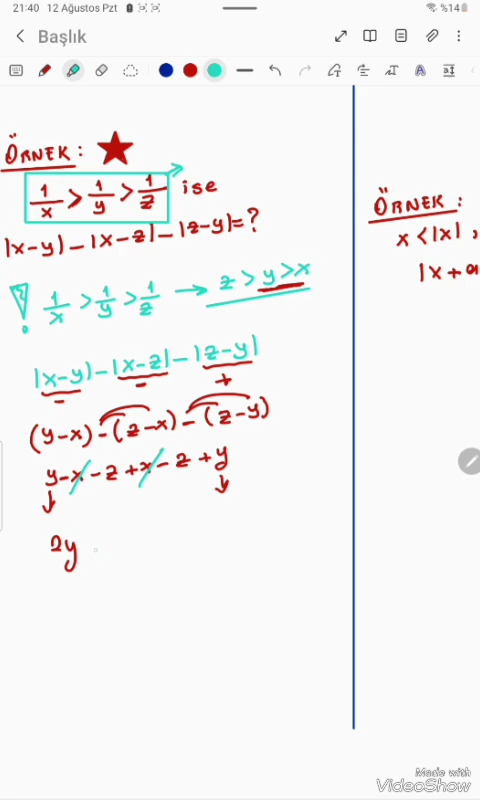 21:40 12 Ağustos Pzt %14
Başlık
ÖRNEK:
1/x > 1/y > 1/z ise
|x-y| - |x-z| - |z-y| = ?
! 1/x > 1/y > 1/z → z > y > x
|x-y| - |x-z| - |z-y|
- - +
(y-x) - (z-x) - (z-y)
y - x - z + x - z + y
2y
ÖRNEK:
x < |x|,
|x + a
Made with
VideoShow